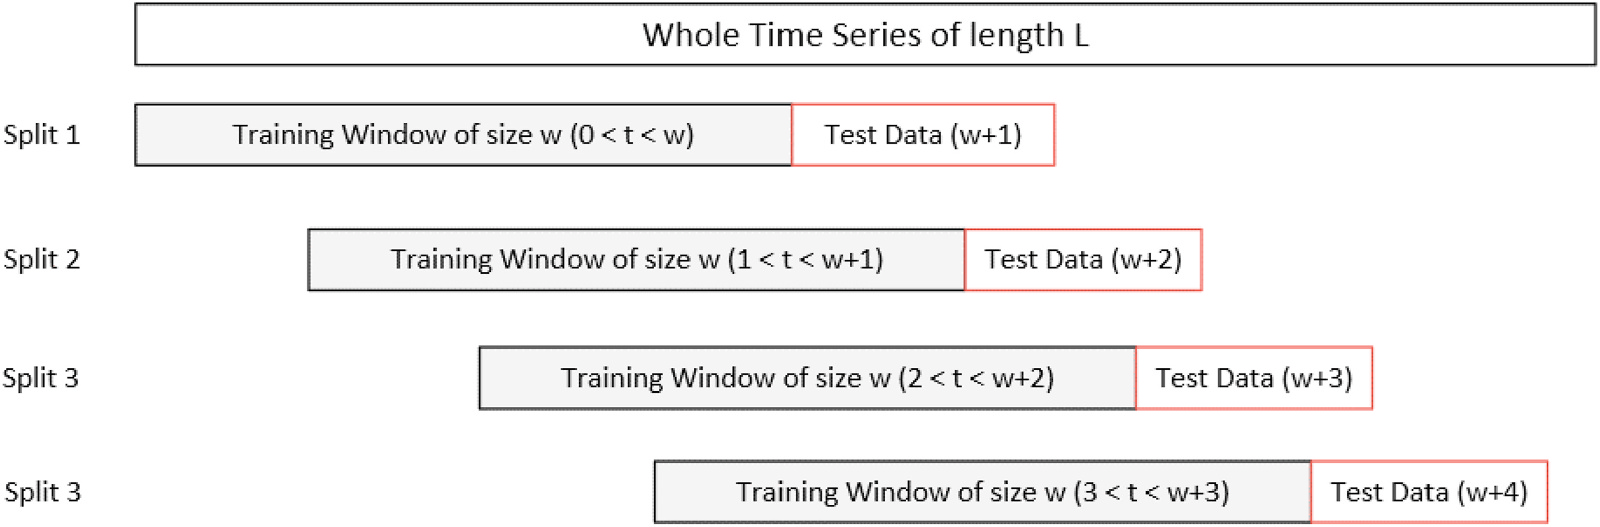 Whole Time Series of length L
Split 1 Training Window of size w (0 < t < w) Test Data (w+1)
Split 2 Training Window of size w (1 < t < w+1) Test Data (w+2)
Split 3 Training Window of size w (2 < t < w+2) Test Data (w+3)
Split 3 Training Window of size w (3 < t < w+3) Test Data (w+4)